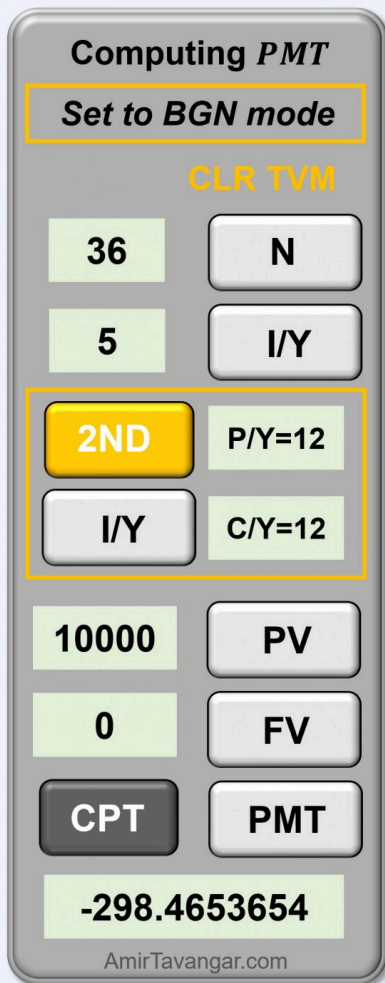 Computing PMT
Set to BGN mode
CLR TVM
36 N
5 I/Y
2ND P/Y=12
I/Y C/Y=12
10000 PV
0 FV
CPT PMT
-298.4653654
AmirTavangar.com